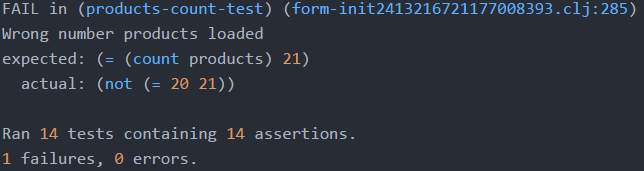 FAIL in (products-count-test) (form-init2413216721177008393.clj:285)
Wrong number products loaded
expected: (= (count products) 21)
  actual: (not (= 20 21))
Ran 14 tests containing 14 assertions.
1 failures, 0 errors.